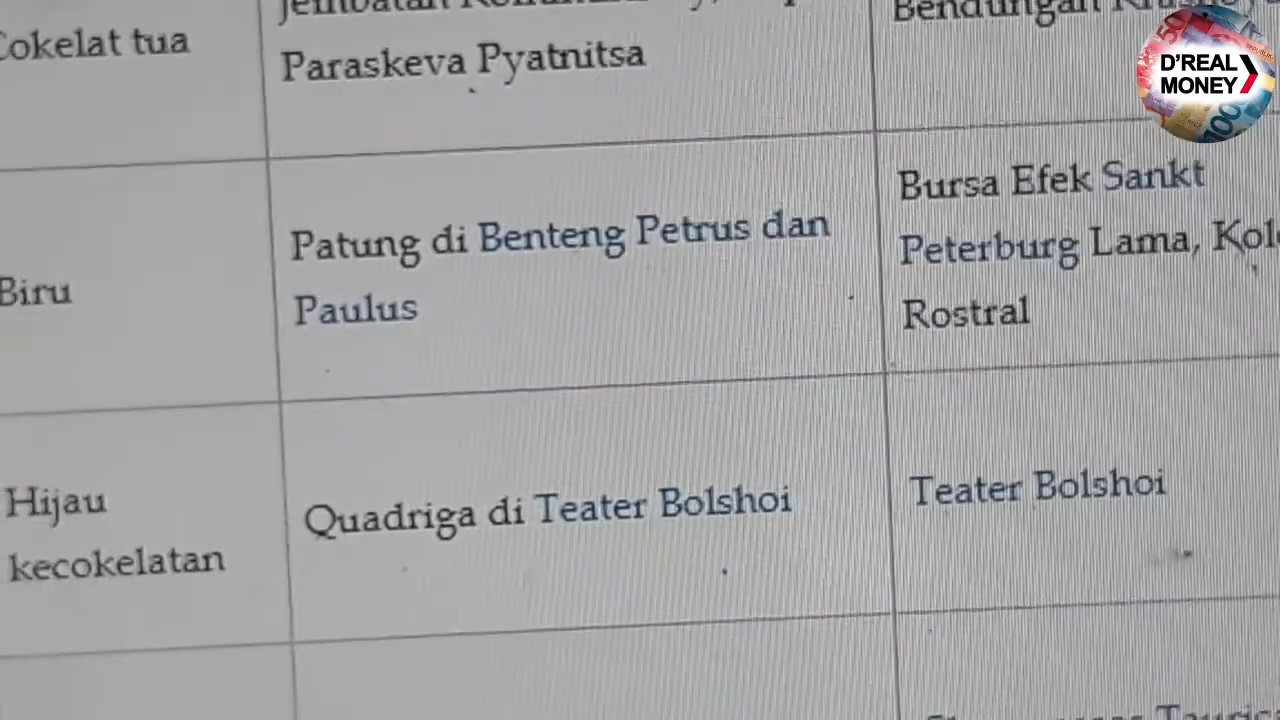 Cokelat tua
Paraskeva Pyatnitsa
Biru
Patung di Benteng Petrus dan
Paulus
Bursa Efek Sankt
Peterburg Lama,
Rostral
Hijau
kecokelatan
Quadriga di Teater Bolshoi
Teater Bolshoi
D'REAL
MONEY